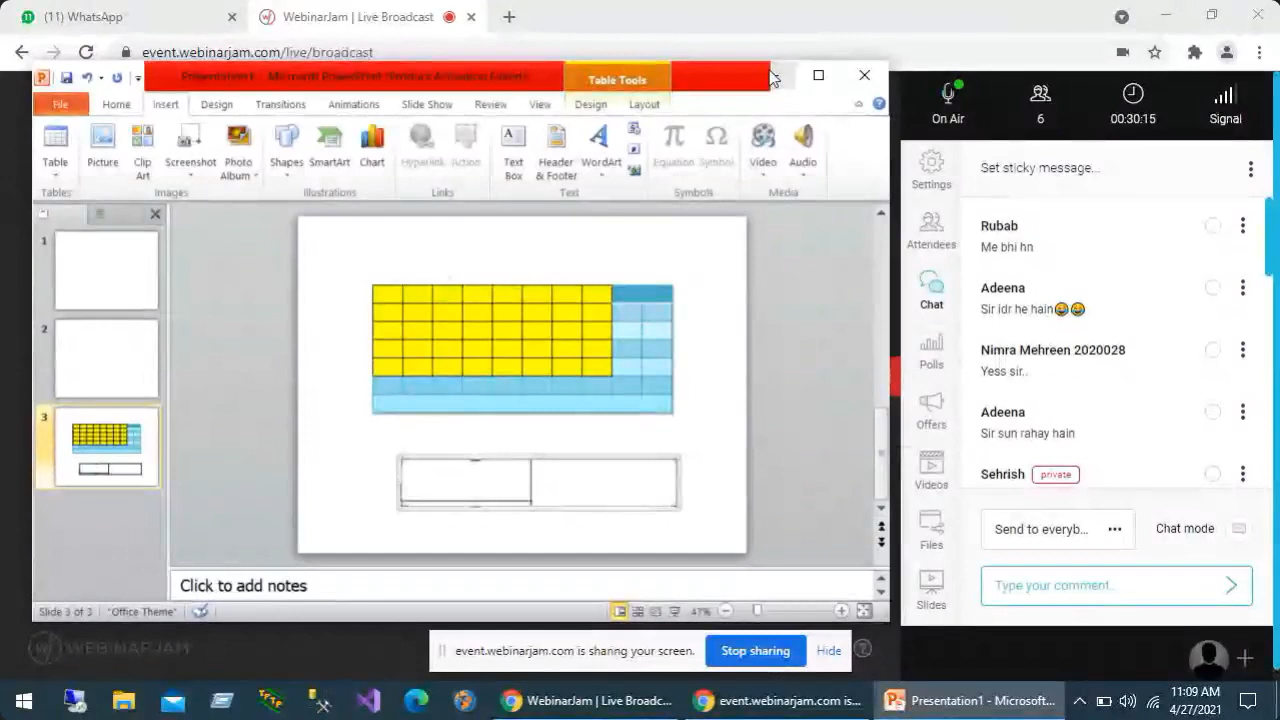 (11) WhatsApp
WebinarJam | Live Broadcast
event.webinarjam.com/live/broadcast
Table Tools
File
Home
Insert
Design
Transitions
Animations
Slide Show
Review
View
Design
Layout
Table
Picture
Clip Art
Screenshot
Photo Album
Shapes
SmartArt
Chart
Hyperlink
Action
Text Box
Header & Footer
WordArt
Equation
Symbol
Video
Audio
Tables
Images
Illustrations
Links
Text
Symbols
Media
1
2
3
Click to add notes
Slide 3 of 3
"Office Theme"
47%
On Air
6
00:30:15
Signal
Settings
Attendees
Chat
Polls
Offers
Videos
Files
Slides
Set sticky message...
Rubab
Me bhi hn
Adeena
Sir idr he hain😂😂
Nimra Mehreen 2020028
Yess sir..
Adeena
Sir sun rahay hain
Sehrish private
Send to everyb...
Chat mode
Type your comment..
WEBINARJAM
event.webinarjam.com is sharing your screen.
Stop sharing
Hide
WebinarJam | Live Broadc...
event.webinarjam.com is...
Presentation1 - Microsoft...
11:09 AM
4/27/2021